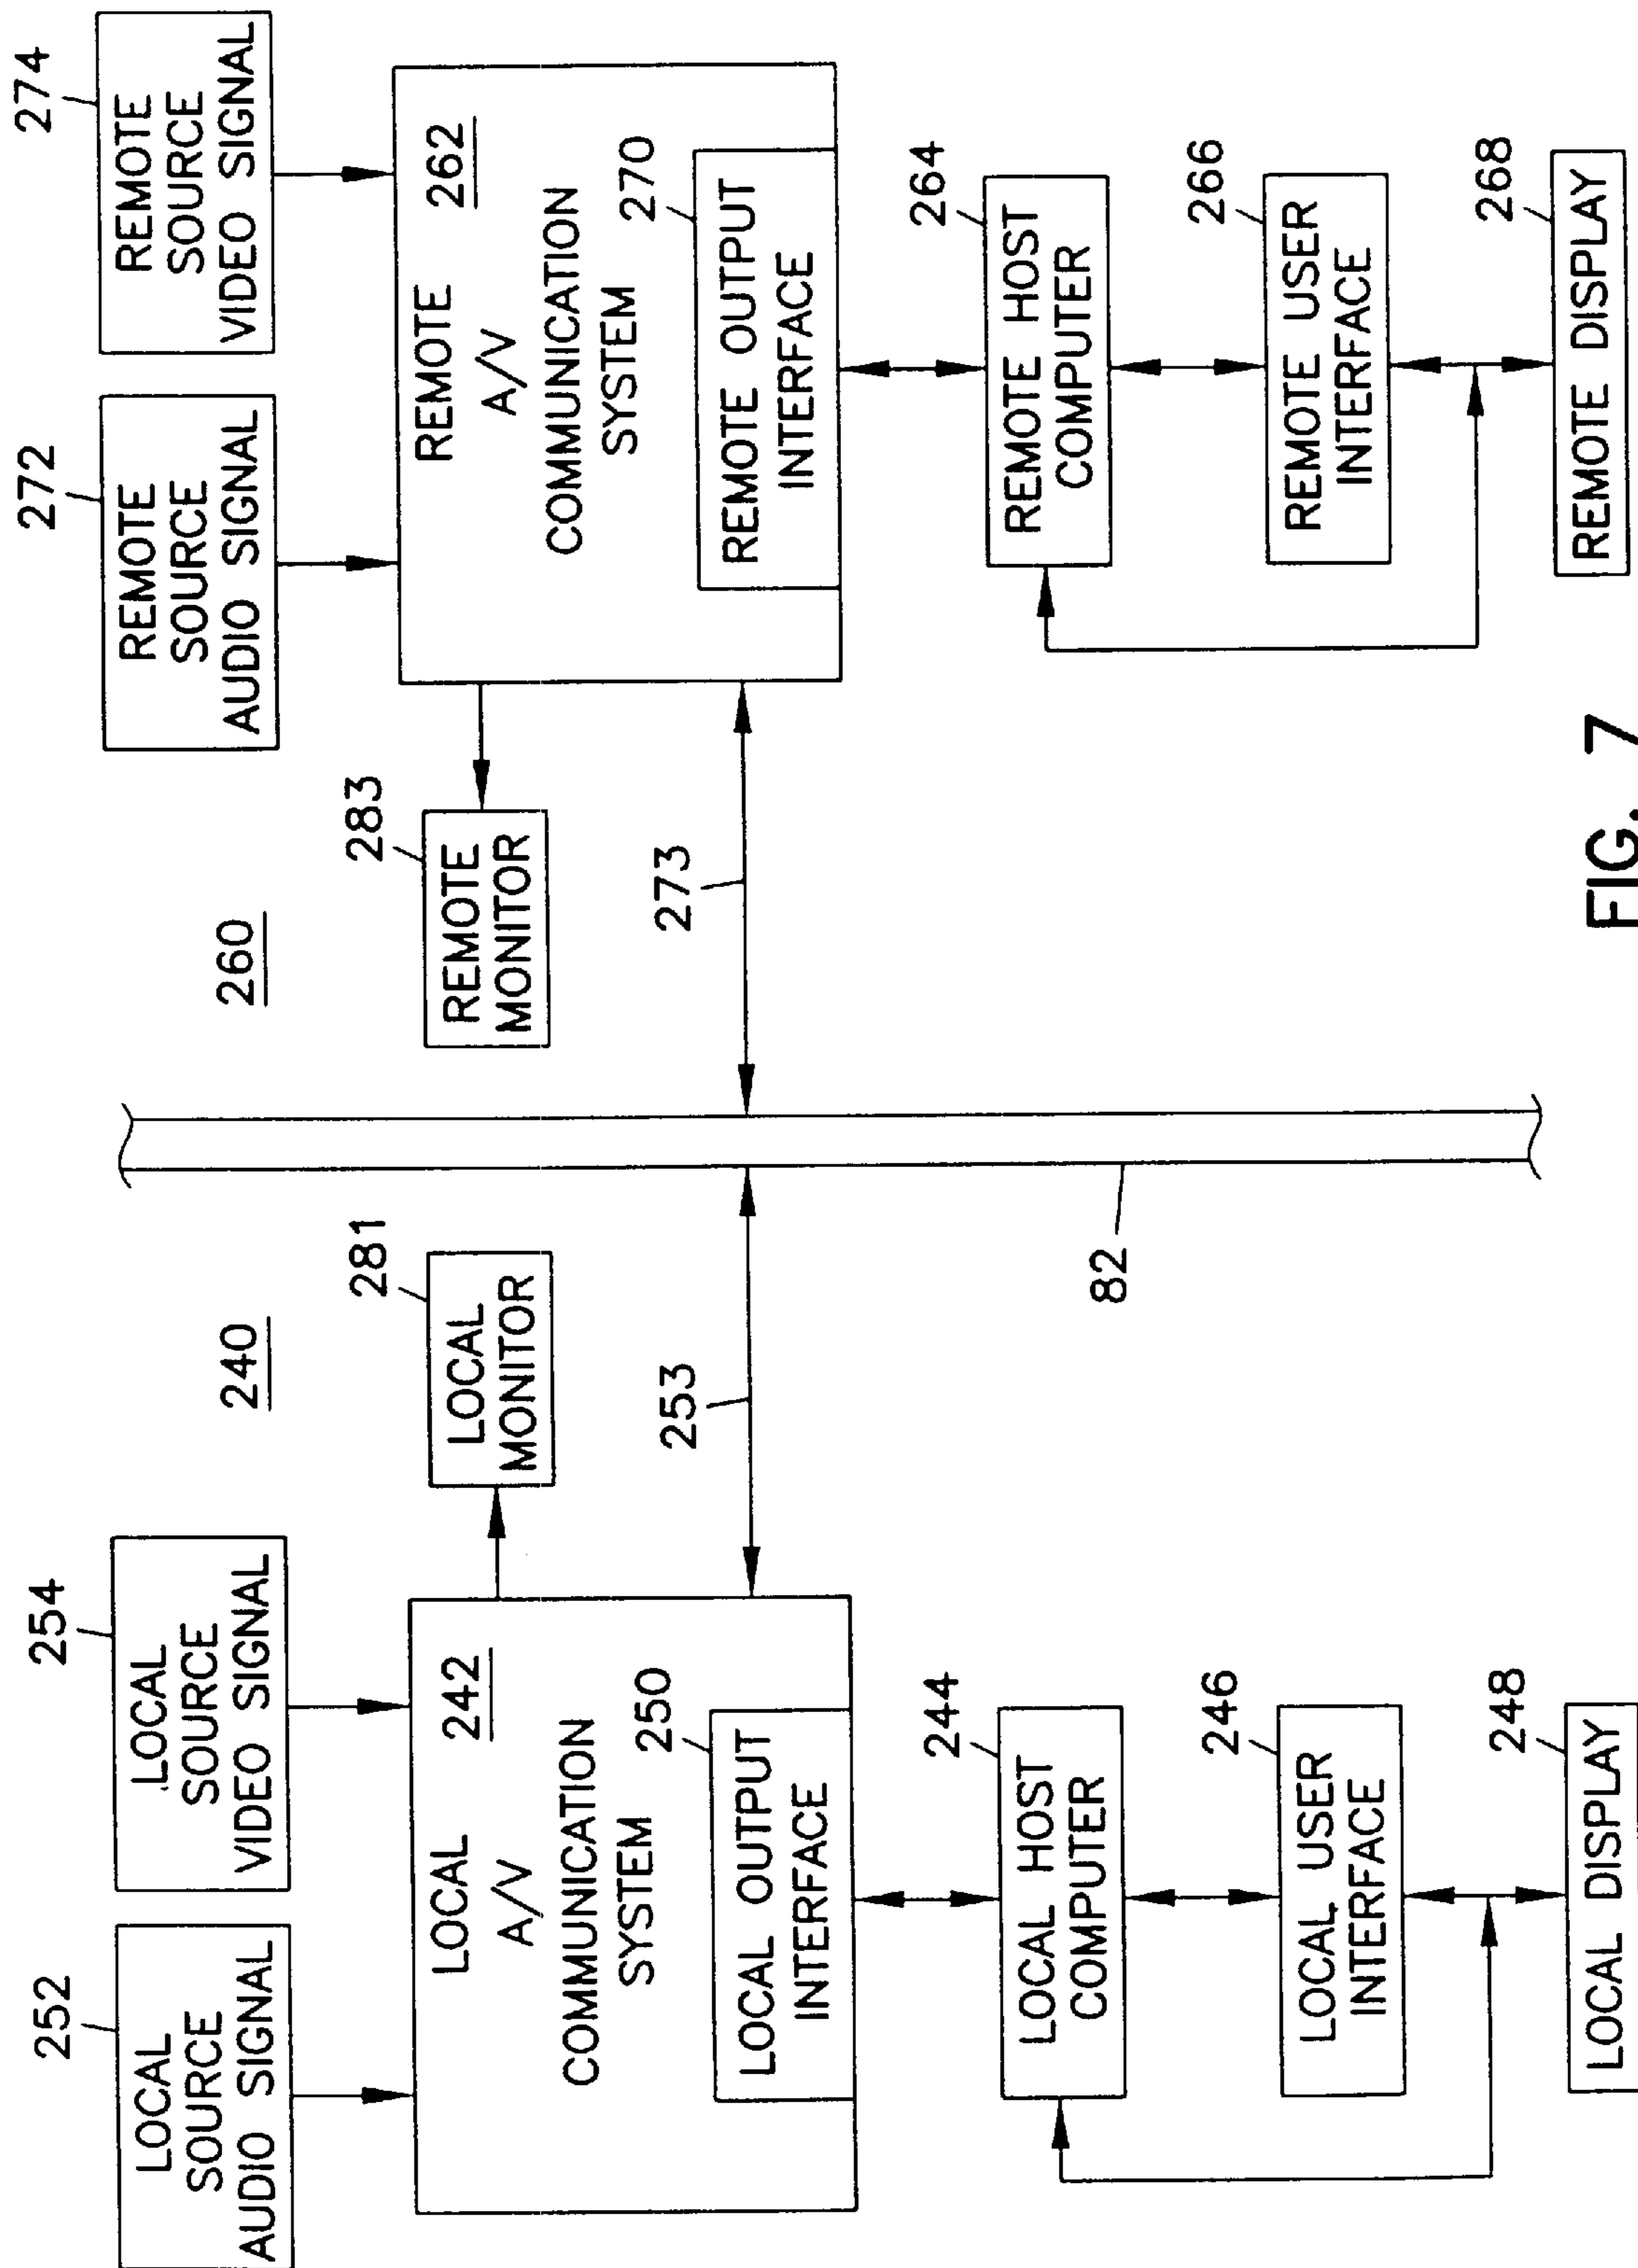 252
LOCAL
SOURCE
AUDIO SIGNAL
254
LOCAL
SOURCE
VIDEO SIGNAL
240
LOCAL
A/V
COMMUNICATION
SYSTEM
242
281
LOCAL
MONITOR
250
LOCAL OUTPUT
INTERFACE
253
244
LOCAL HOST
COMPUTER
246
LOCAL USER
INTERFACE
248
LOCAL DISPLAY
82
260
272
REMOTE
SOURCE
AUDIO SIGNAL
274
REMOTE
SOURCE
VIDEO SIGNAL
283
REMOTE
MONITOR
REMOTE
A/V
COMMUNICATION
SYSTEM
262
273
270
REMOTE OUTPUT
INTERFACE
264
REMOTE HOST
COMPUTER
266
REMOTE USER
INTERFACE
268
REMOTE DISPLAY
FIG. 7